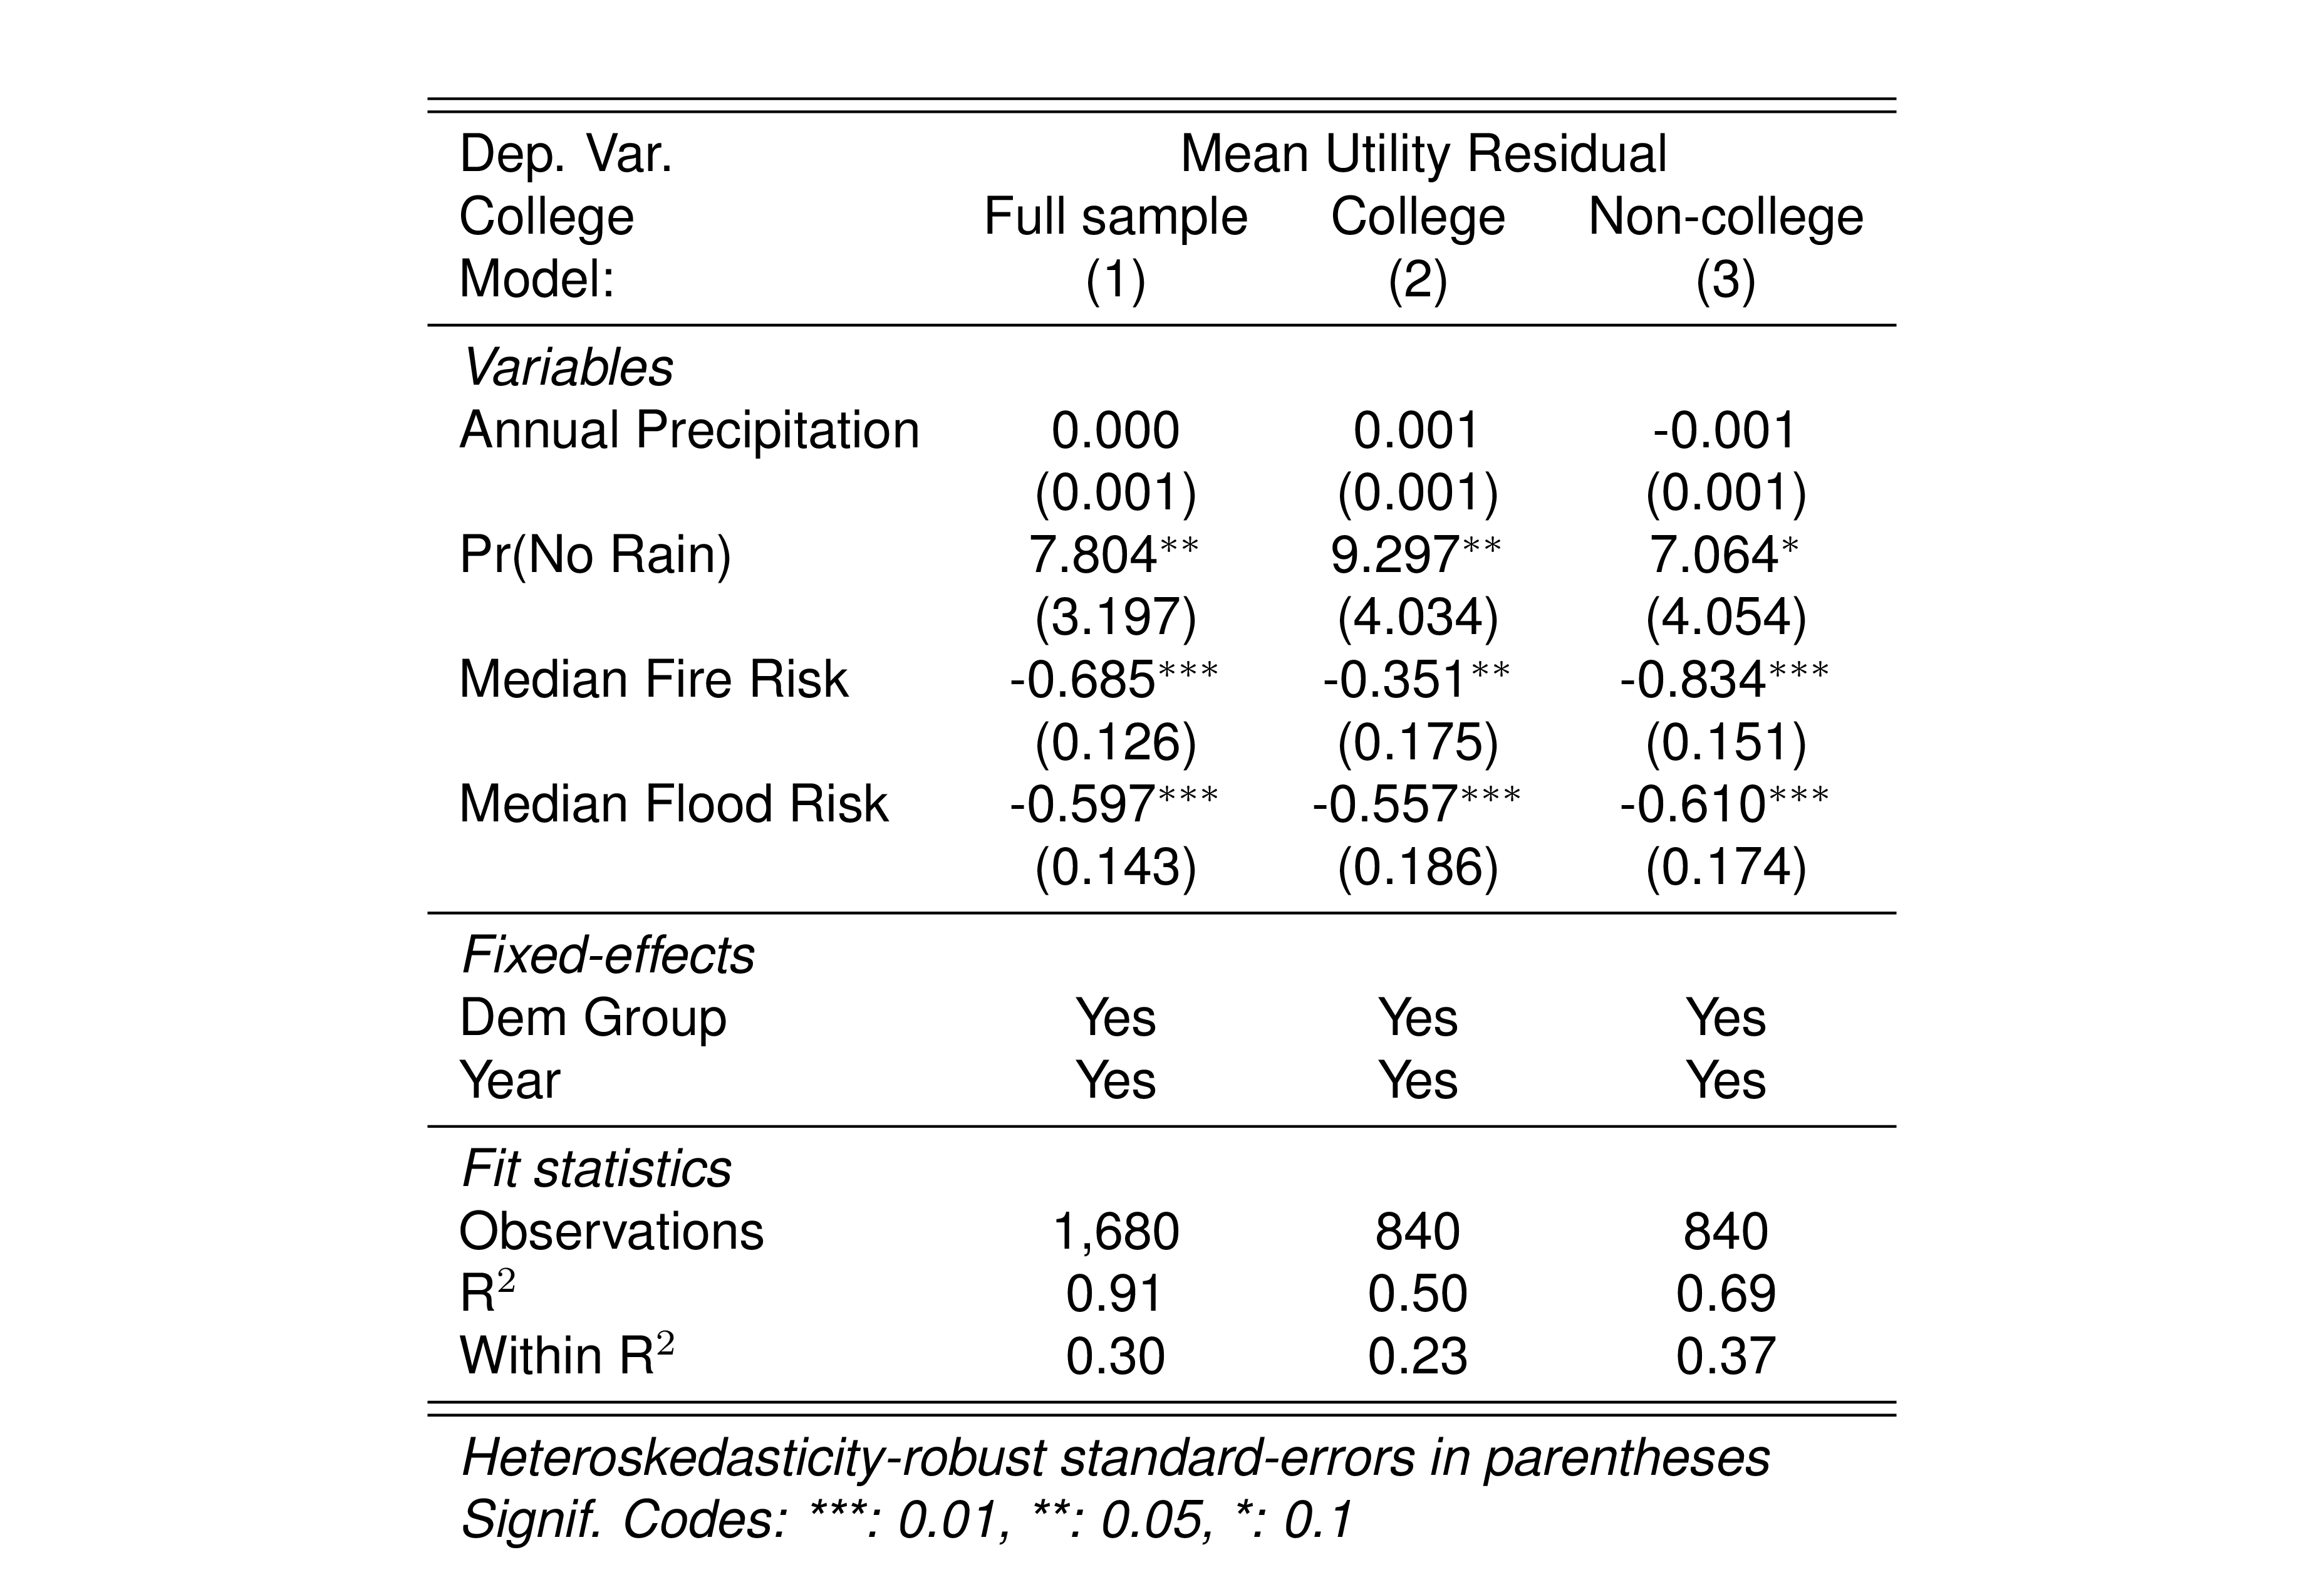 Dep. Var. Mean Utility Residual
College Full sample College Non-college
Model: (1) (2) (3)
Variables
Annual Precipitation 0.000 0.001 -0.001
(0.001) (0.001) (0.001)
Pr(No Rain) 7.804** 9.297** 7.064*
(3.197) (4.034) (4.054)
Median Fire Risk -0.685*** -0.351** -0.834***
(0.126) (0.175) (0.151)
Median Flood Risk -0.597*** -0.557*** -0.610***
(0.143) (0.186) (0.174)
Fixed-effects
Dem Group Yes Yes Yes
Year Yes Yes Yes
Fit statistics
Observations 1,680 840 840
R² 0.91 0.50 0.69
Within R² 0.30 0.23 0.37
Heteroskedasticity-robust standard-errors in parentheses
Signif. Codes: ***: 0.01, **: 0.05, *: 0.1